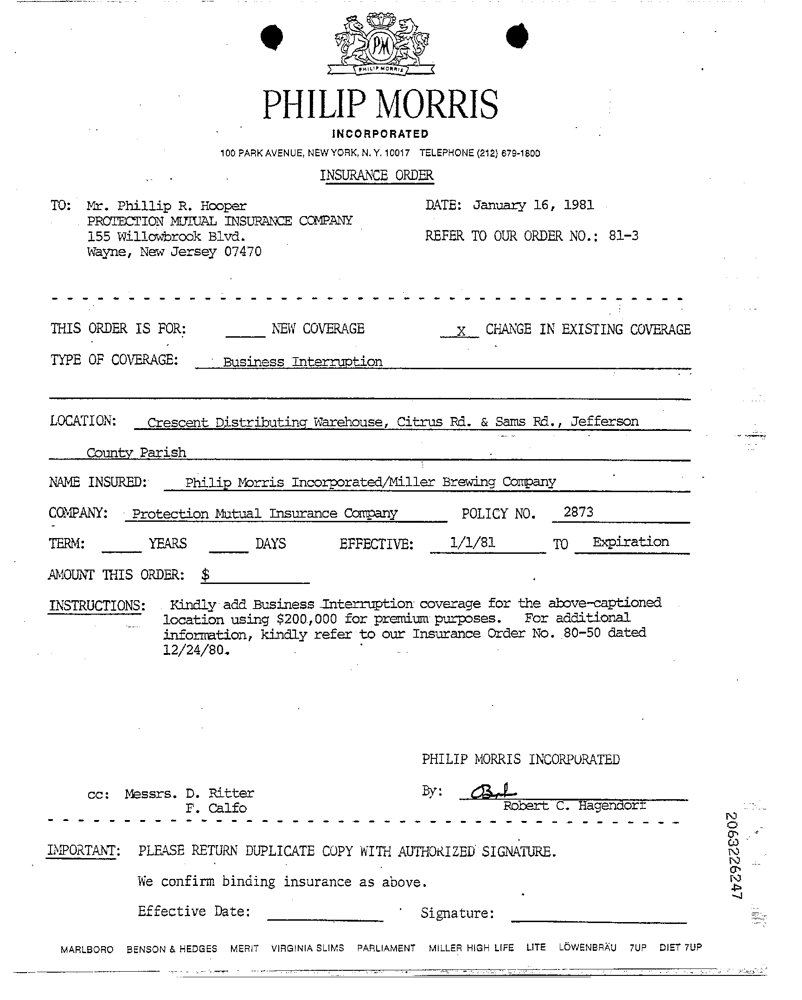 PM
PHILIP MORRIS
PHILIP MORRIS
INCORPORATED
100 PARK AVENUE, NEW YORK, N. Y. 10017 TELEPHONE (212) 679-1800
INSURANCE ORDER
TO: Mr. Phillip R. Hooper DATE: January 16, 1981
PROTECTION MUTUAL INSURANCE COMPANY
155 Willowbrook Blvd. REFER TO OUR ORDER NO.: 81-3
Wayne, New Jersey 07470
THIS ORDER IS FOR: _____ NEW COVERAGE x CHANGE IN EXISTING COVERAGE
TYPE OF COVERAGE: Business Interruption
LOCATION: Crescent Distributing Warehouse, Citrus Rd. & Sams Rd., Jefferson
County Parish
NAME INSURED: Philip Morris Incorporated/Miller Brewing Company
COMPANY: Protection Mutual Insurance Company POLICY NO. 2873
TERM: _____ YEARS _____ DAYS EFFECTIVE: 1/1/81 TO Expiration
AMOUNT THIS ORDER: $
INSTRUCTIONS: Kindly add Business Interruption coverage for the above-captioned
location using $200,000 for premium purposes. For additional
information, kindly refer to our Insurance Order No. 80-50 dated
12/24/80.
PHILIP MORRIS INCORPORATED
cc: Messrs. D. Ritter By: Bob
F. Calfo Robert C. Hagendorf
IMPORTANT: PLEASE RETURN DUPLICATE COPY WITH AUTHORIZED SIGNATURE.
We confirm binding insurance as above.
Effective Date: Signature:
MARLBORO BENSON & HEDGES MERIT VIRGINIA SLIMS PARLIAMENT MILLER HIGH LIFE LITE LÖWENBRÄU 7UP DIET 7UP
2063226247